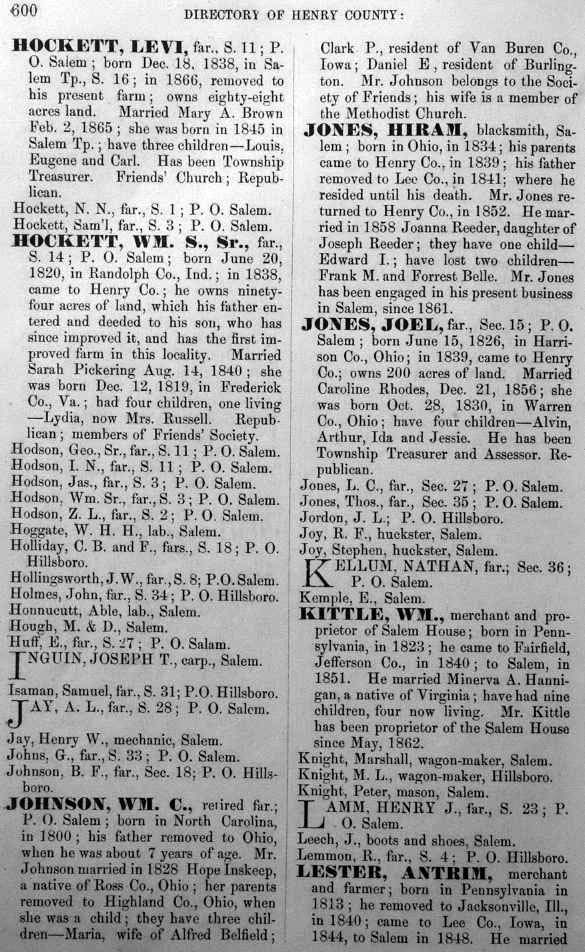 600
DIRECTORY OF HENRY COUNTY:
HOCKETT, LEVI, far., S. 11; P.
O. Salem; born Dec. 18, 1838, in Sa-
lem Tp., S. 16; in 1866, removed to
his present farm; owns eighty-eight
acres land. Married Mary A. Brown
Feb. 2, 1865; she was born in 1845 in
Salem Tp.; have three children—Louis,
Eugene and Carl. Has been Township
Treasurer. Friends' Church; Repub-
lican.
Hockett, N. N., far., S. 1; P. O. Salem.
Hockett, Sam'l, far., S. 3; P. O. Salem.
HOCKETT, WM. S., Sr., far.,
S. 14; P. O. Salem; born June 20,
1820, in Randolph Co., Ind.; in 1838,
came to Henry Co.; he owns ninety-
four acres of land, which his father en-
tered and deeded to his son, who has
since improved it, and has the first im-
proved farm in this locality. Married
Sarah Pickering Aug. 14, 1840; she
was born Dec. 12, 1819, in Frederick
Co., Va.; had four children, one living
—Lydia, now Mrs. Russell. Repub-
lican; members of Friends' Society.
Hodson, Geo., Sr., far., S. 11; P. O. Salem.
Hodson, I. N., far., S. 11; P. O. Salem.
Hodson, Jas., far., S. 3; P. O. Salem.
Hodson, Wm. Sr., far., S. 3; P. O. Salem.
Hodson, Z. L., far., S. 2; P. O. Salem.
Hoggate, W. H. H., lab., Salem.
Holliday, C. B. and F., fars., S. 18; P. O.
Hillsboro.
Hollingsworth, J. W., far., S. 8; P. O. Salem.
Holmes, John, far., S. 34; P. O. Hillsboro.
Honnucutt, Able, lab., Salem.
Hough, M. & D., Salem.
Huff, E., far., S. 27; P. O. Salam.
INGUIN, JOSEPH T., carp., Salem.
Isaman, Samuel, far., S. 31; P. O. Hillsboro.
JAY, A. L., far., S. 28; P. O. Salem.
Jay, Henry W., mechanic, Salem.
Johns, G., far., S. 33; P. O. Salem.
Johnson, B. F., far., Sec. 18; P. O. Hills-
boro.
JOHNSON, WM. C., retired far.;
P. O. Salem; born in North Carolina,
in 1800; his father removed to Ohio,
when he was about 7 years of age. Mr.
Johnson married in 1828 Hope Inskeep,
a native of Ross Co., Ohio; her parents
removed to Highland Co., Ohio, when
she was a child; they have three chil-
dren—Maria, wife of Alfred Belfield;
Clark P., resident of Van Buren Co.,
Iowa; Daniel E, resident of Burling-
ton. Mr. Johnson belongs to the Soci-
ety of Friends; his wife is a member of
the Methodist Church.
JONES, HIRAM, blacksmith, Sa-
lem; born in Ohio, in 1834; his parents
came to Henry Co., in 1839; his father
removed to Lee Co., in 1841; where he
resided until his death. Mr. Jones re-
turned to Henry Co., in 1852. He mar-
ried in 1858 Joanna Reeder, daughter of
Joseph Reeder; they have one child—
Edward I.; have lost two children—
Frank M. and Forrest Belle. Mr. Jones
has been engaged in his present business
in Salem, since 1861.
JONES, JOEL, far., Sec. 15; P. O.
Salem; born June 15, 1826, in Harri-
son Co., Ohio; in 1839, came to Henry
Co.; owns 200 acres of land. Married
Caroline Rhodes, Dec. 21, 1856; she
was born Oct. 28, 1830, in Warren
Co., Ohio; have four children—Alvin,
Arthur, Ida and Jessie. He has been
Township Treasurer and Assessor. Re-
publican.
Jones, L. C., far., Sec. 27; P. O. Salem.
Jones, Thos., far., Sec. 35; P. O. Salem.
Jordon, J. L.; P. O. Hillsboro.
Joy, R. F., huckster, Salem.
Joy, Stephen, huckster, Salem.
KELLUM, NATHAN, far.; Sec. 36;
P. O. Salem.
Kemple, E., Salem.
KITTLE, WM., merchant and pro-
prietor of Salem House; born in Penn-
sylvania, in 1823; he came to Fairfield,
Jefferson Co., in 1840; to Salem, in
1851. He married Minerva A. Hanni-
gan, a native of Virginia; have had nine
children, four now living. Mr. Kittle
has been proprietor of the Salem House
since May, 1862.
Knight, Marshall, wagon-maker, Salem.
Knight, M. L., wagon-maker, Hillsboro.
Knight, Peter, mason, Salem.
LAMM, HENRY J., far., S. 23; P.
O. Salem.
Leech, J., boots and shoes, Salem.
Lemmon, R., far., S. 4; P. O. Hillsboro.
LESTER, ANTRIM, merchant
and farmer; born in Pennsylvania in
1813; he removed to Jacksonville, Ill.,
in 1840; came to Lee Co., Iowa, in
1844, to Salem in 1848. He married